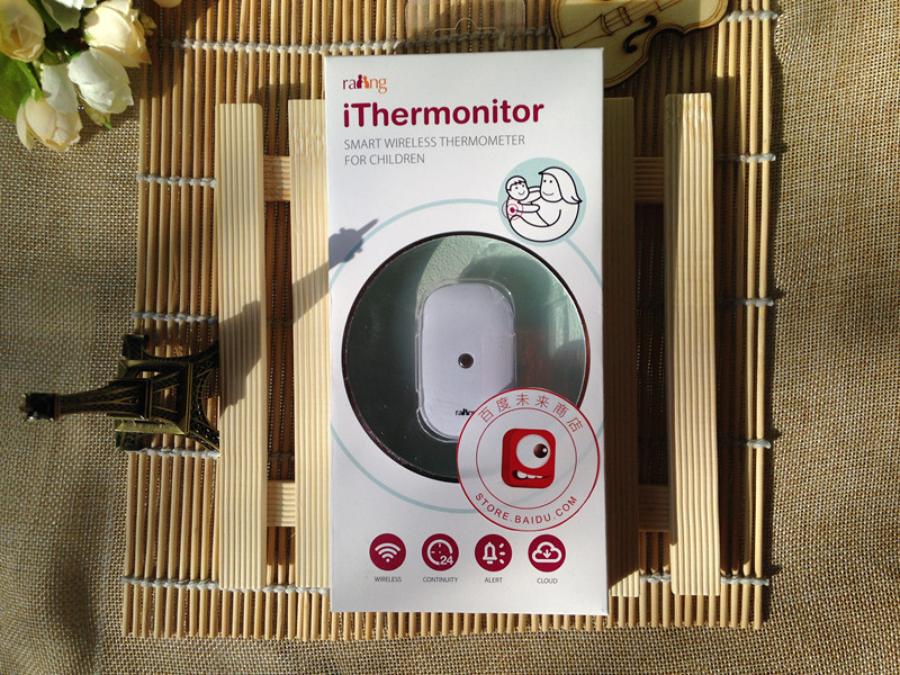 raiing
iThermonitor
SMART WIRELESS THERMOMETER
FOR CHILDREN
raiing
百度未来商店
STORE.BAIDU.COM
24
WIRELESS
CONTINUITY
ALERT
CLOUD